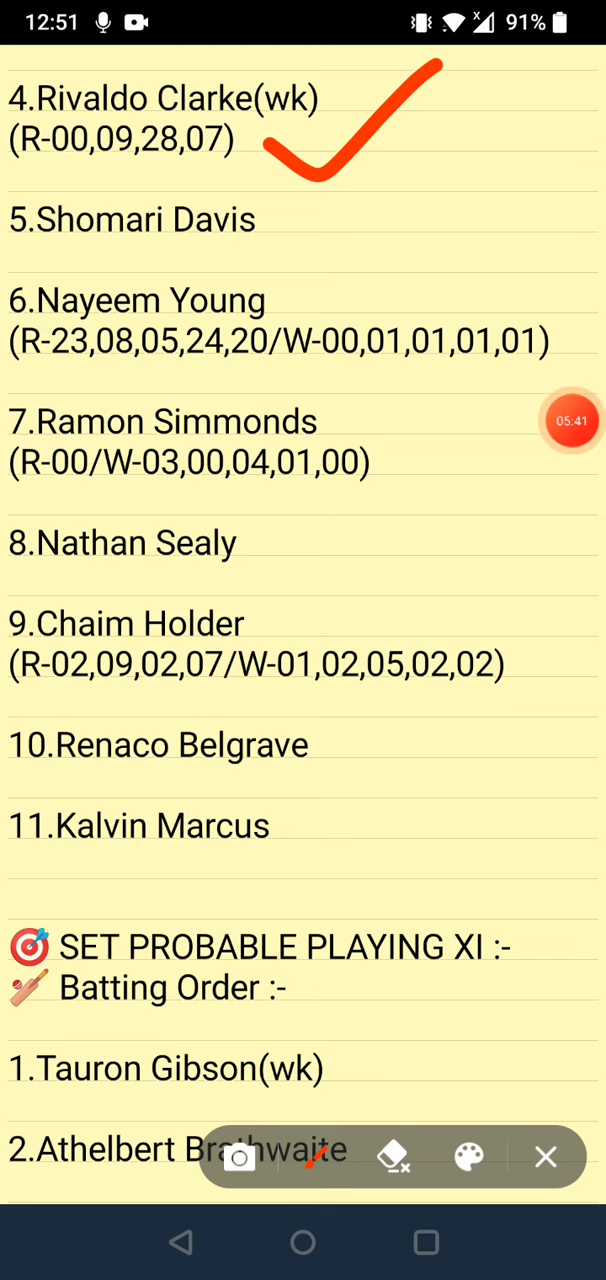 12:51 91%
4.Rivaldo Clarke(wk)
(R-00,09,28,07)
5.Shomari Davis
6.Nayeem Young
(R-23,08,05,24,20/W-00,01,01,01,01)
7.Ramon Simmonds
05:41
(R-00/W-03,00,04,01,00)
8.Nathan Sealy
9.Chaim Holder
(R-02,09,02,07/W-01,02,05,02,02)
10.Renaco Belgrave
11.Kalvin Marcus
🎯 SET PROBABLE PLAYING XI :-
🏏 Batting Order :-
1.Tauron Gibson(wk)
2.Athelbert Brathwaite